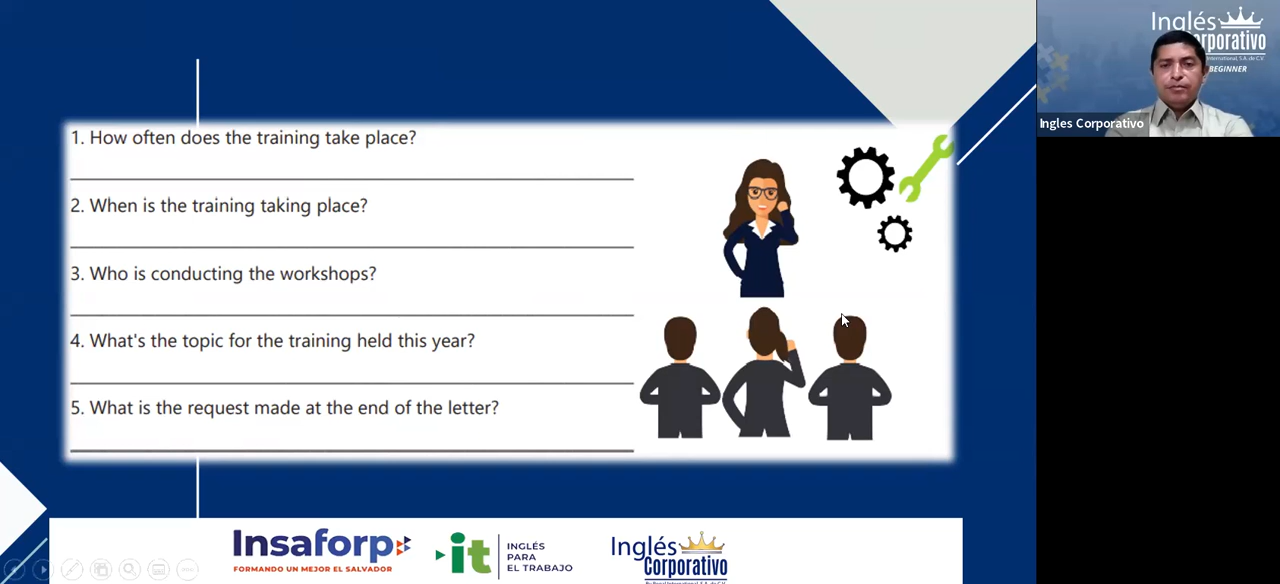 1. How often does the training take place?
2. When is the training taking place?
3. Who is conducting the workshops?
4. What's the topic for the training held this year?
5. What is the request made at the end of the letter?
Insaforp
FORMANDO UN MEJOR EL SALVADOR
it
INGLÉS
PARA
EL TRABAJO
Inglés
Corporativo
Inglés
rporativo
International, S.A. de C.V.
BEGINNER
Ingles Corporativo